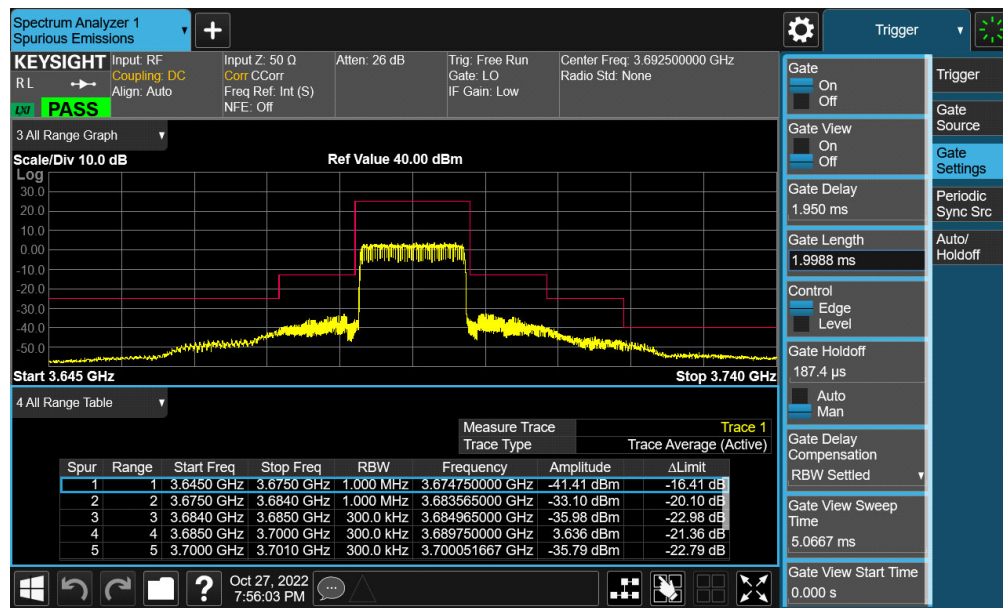 Spectrum Analyzer 1
Spurious Emissions
+
Trigger
KEYSIGHT
RL
LXI
PASS
Input: RF
Coupling: DC
Align: Auto
Input Z: 50 Ω
Corr CCorr
Freq Ref: Int (S)
NFE: Off
Atten: 26 dB
Trig: Free Run
Gate: LO
IF Gain: Low
Center Freq: 3.692500000 GHz
Radio Std: None
3 All Range Graph
Scale/Div 10.0 dB
Ref Value 40.00 dBm
Log
30.0
20.0
10.0
0.00
-10.0
-20.0
-30.0
-40.0
-50.0
Start 3.645 GHz
Stop 3.740 GHz
4 All Range Table
Measure Trace Trace 1
Trace Type Trace Average (Active)
Spur Range Start Freq Stop Freq RBW Frequency Amplitude ΔLimit
1 1 3.6450 GHz 3.6750 GHz 1.000 MHz 3.674750000 GHz -41.41 dBm -16.41 dB
2 2 3.6750 GHz 3.6840 GHz 1.000 MHz 3.683565000 GHz -33.10 dBm -20.10 dB
3 3 3.6840 GHz 3.6850 GHz 300.0 kHz 3.684965000 GHz -35.98 dBm -22.98 dB
4 4 3.6850 GHz 3.7000 GHz 300.0 kHz 3.689750000 GHz 3.636 dBm -21.36 dB
5 5 3.7000 GHz 3.7010 GHz 300.0 kHz 3.700051667 GHz -35.79 dBm -22.79 dB
?
Oct 27, 2022
7:56:03 PM
Gate
On
Off
Gate View
On
Off
Gate Delay
1.950 ms
Gate Length
1.9988 ms
Control
Edge
Level
Gate Holdoff
187.4 µs
Auto
Man
Gate Delay
Compensation
RBW Settled
Gate View Sweep
Time
5.0667 ms
Gate View Start Time
0.000 s
Trigger
Gate
Source
Gate
Settings
Periodic
Sync Src
Auto/
Holdoff